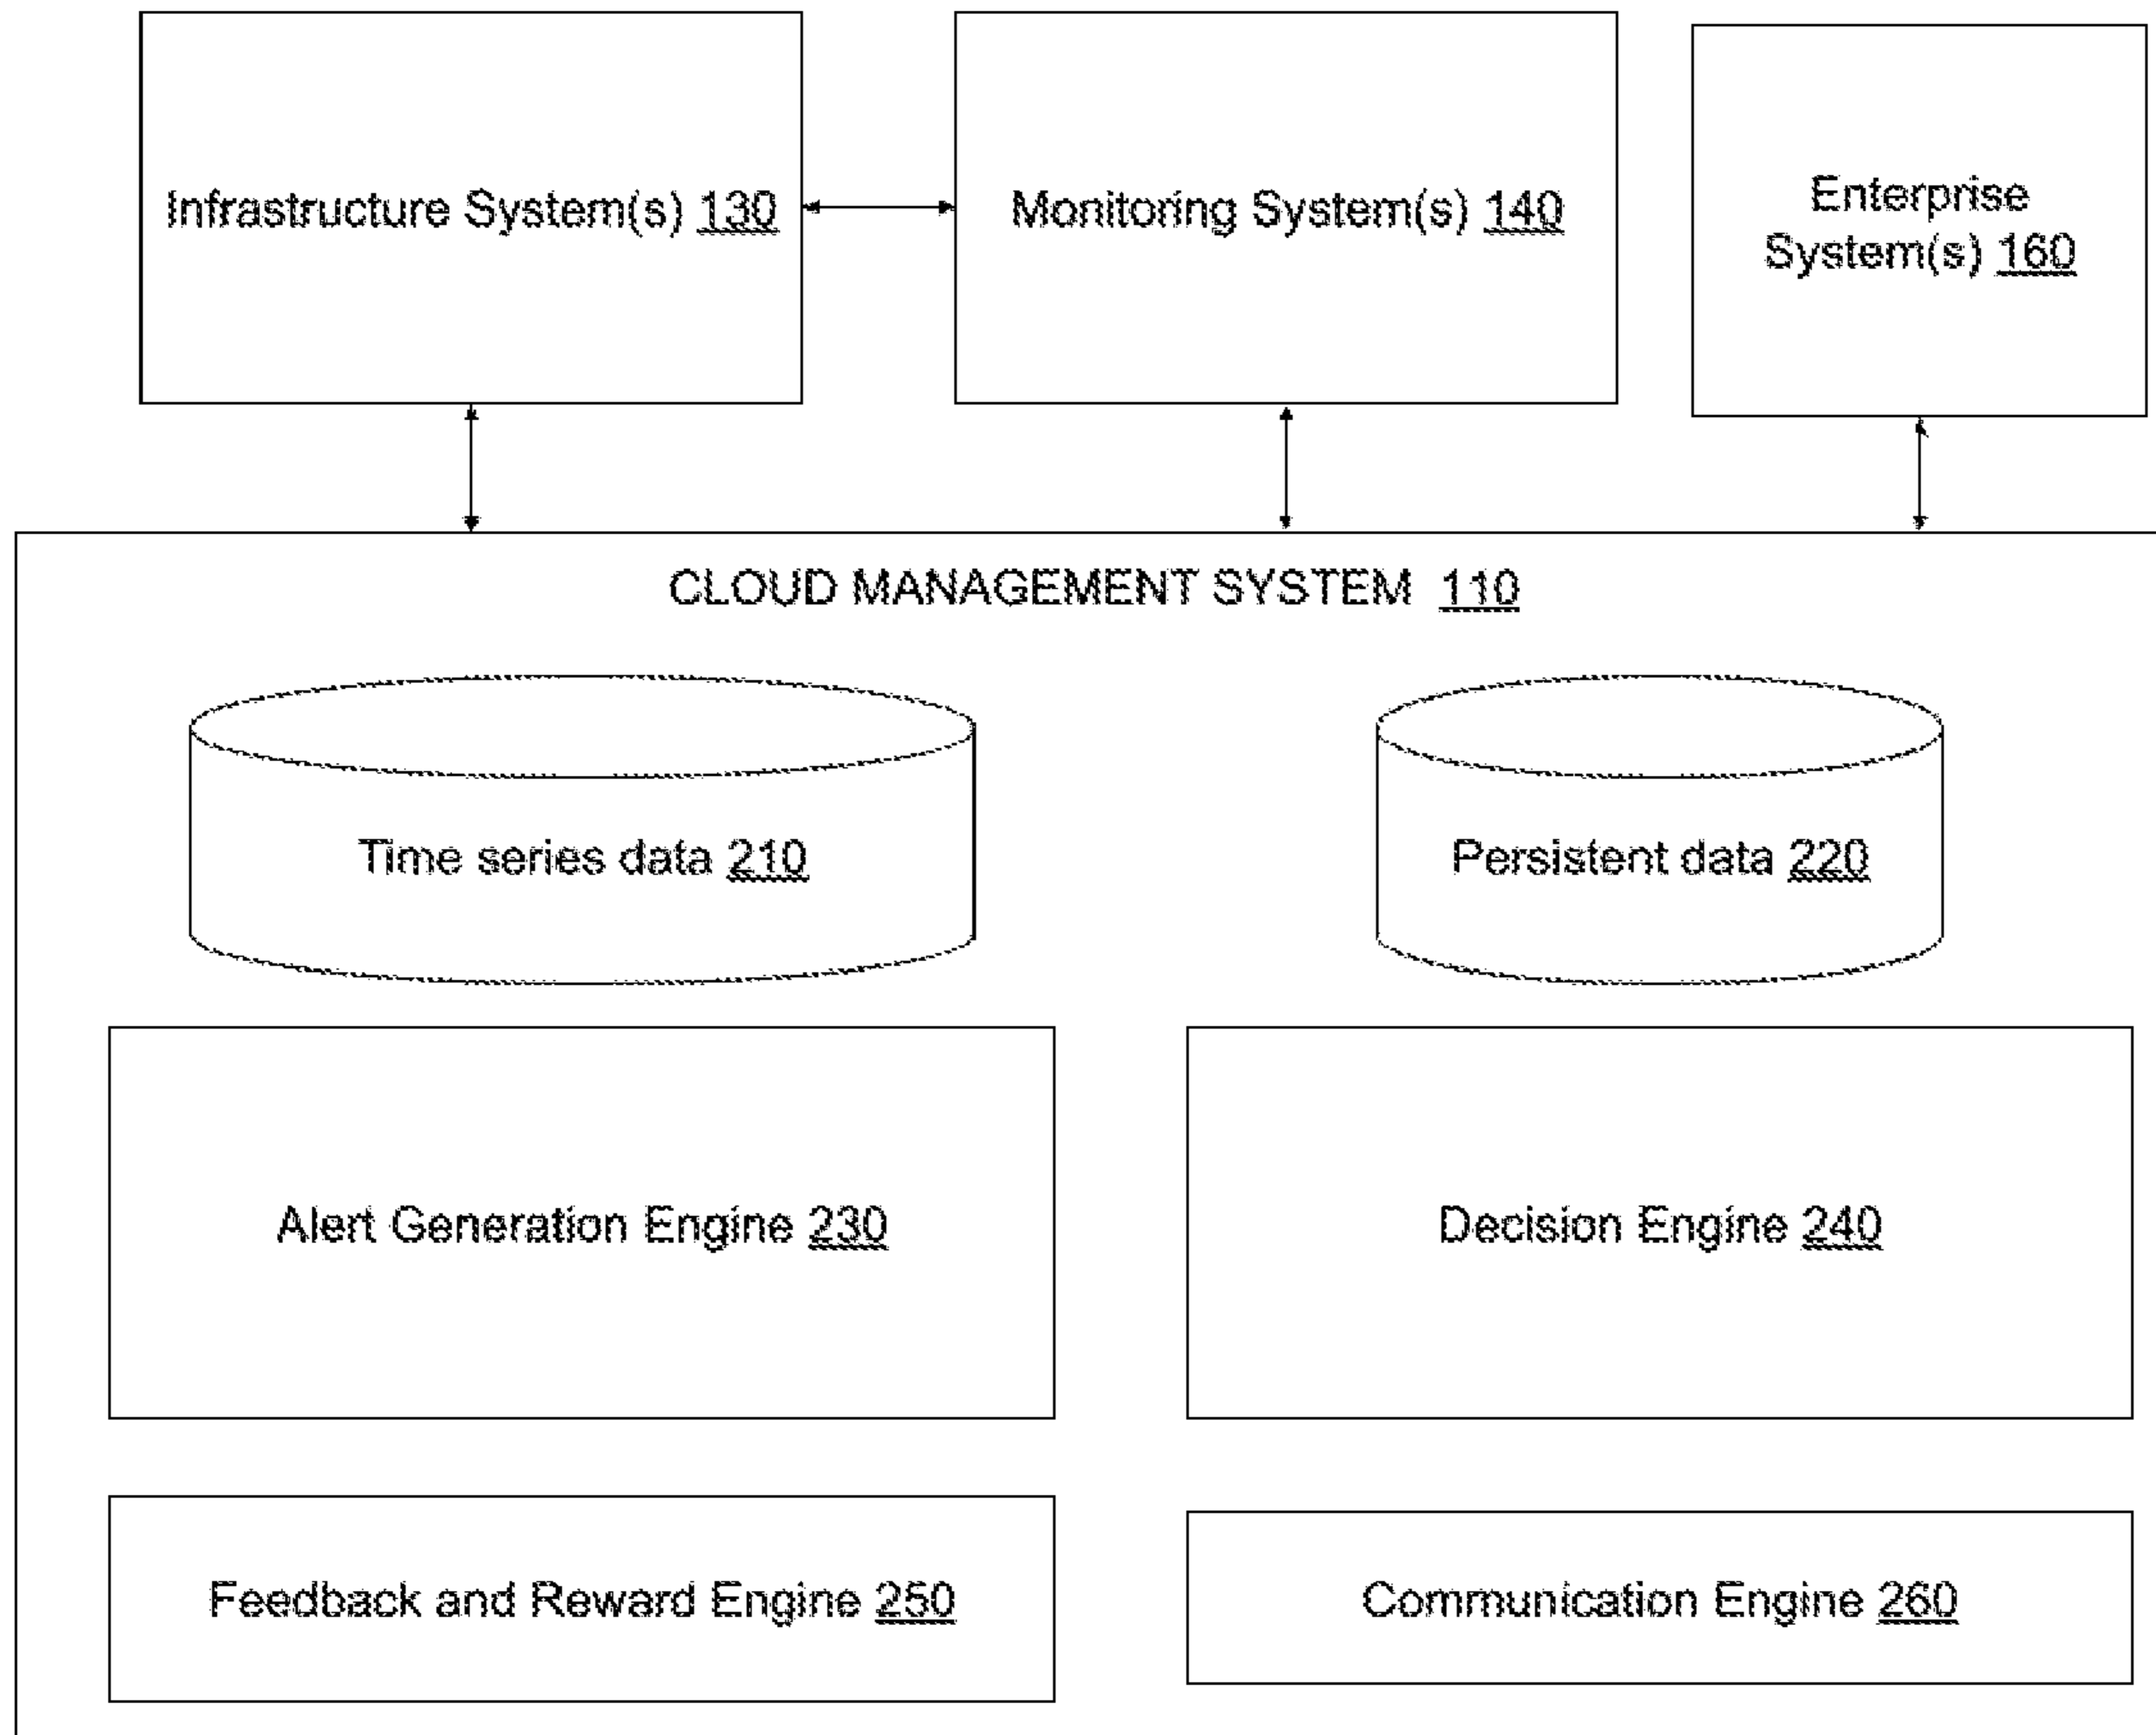 Infrastructure System(s) 130
Monitoring System(s) 140
Enterprise
System(s) 160
CLOUD MANAGEMENT SYSTEM 110
Time series data 210
Persistent data 220
Alert Generation Engine 230
Decision Engine 240
Feedback and Reward Engine 250
Communication Engine 260